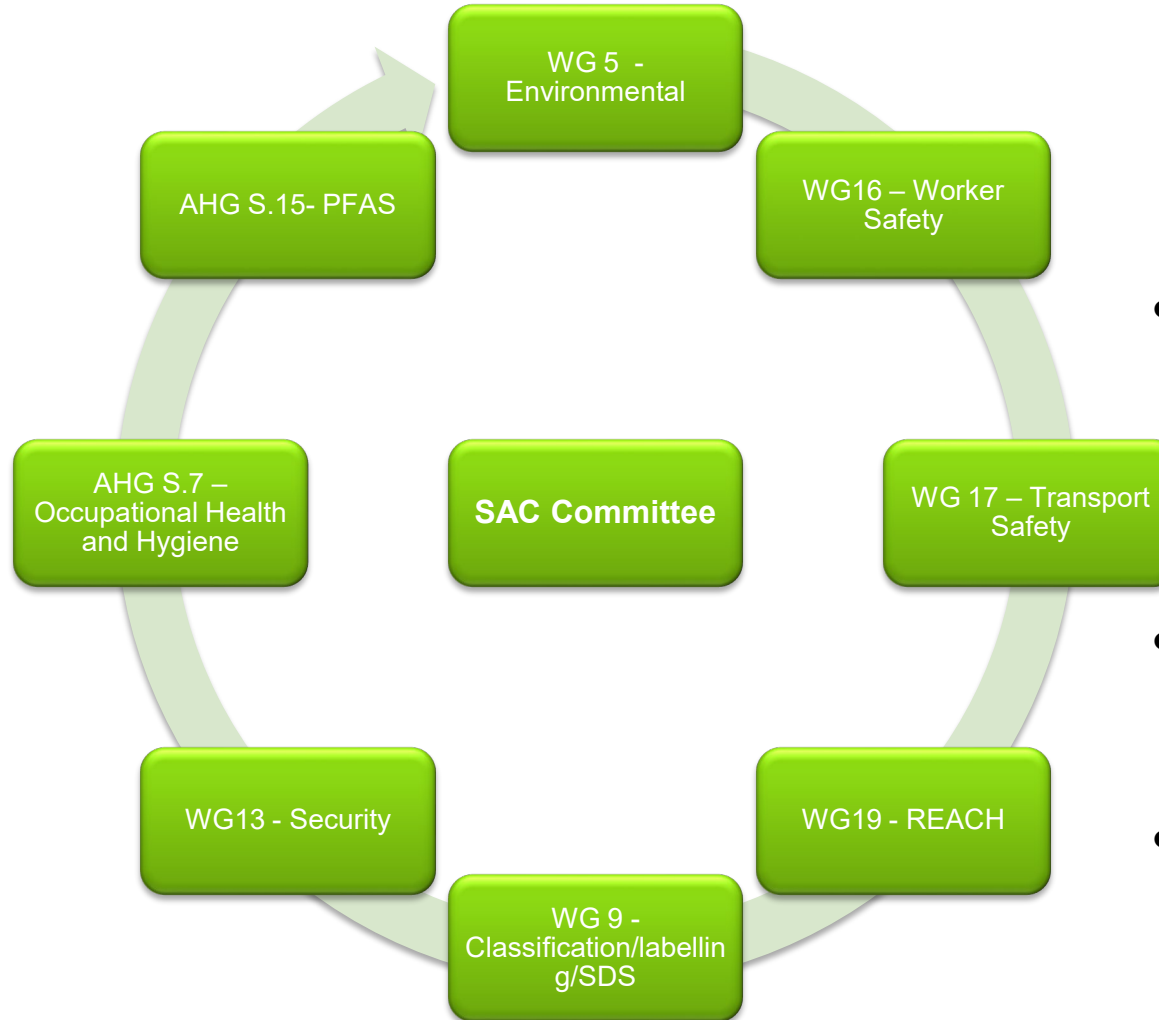 WG 5 -
Environmental
AHG S.15- PFAS
WG16 – Worker
Safety
AHG S.7 –
Occupational Health
and Hygiene
SAC Committee
WG 17 – Transport
Safety
WG13 - Security
WG19 - REACH
WG 9 -
Classification/labellin
g/SDS